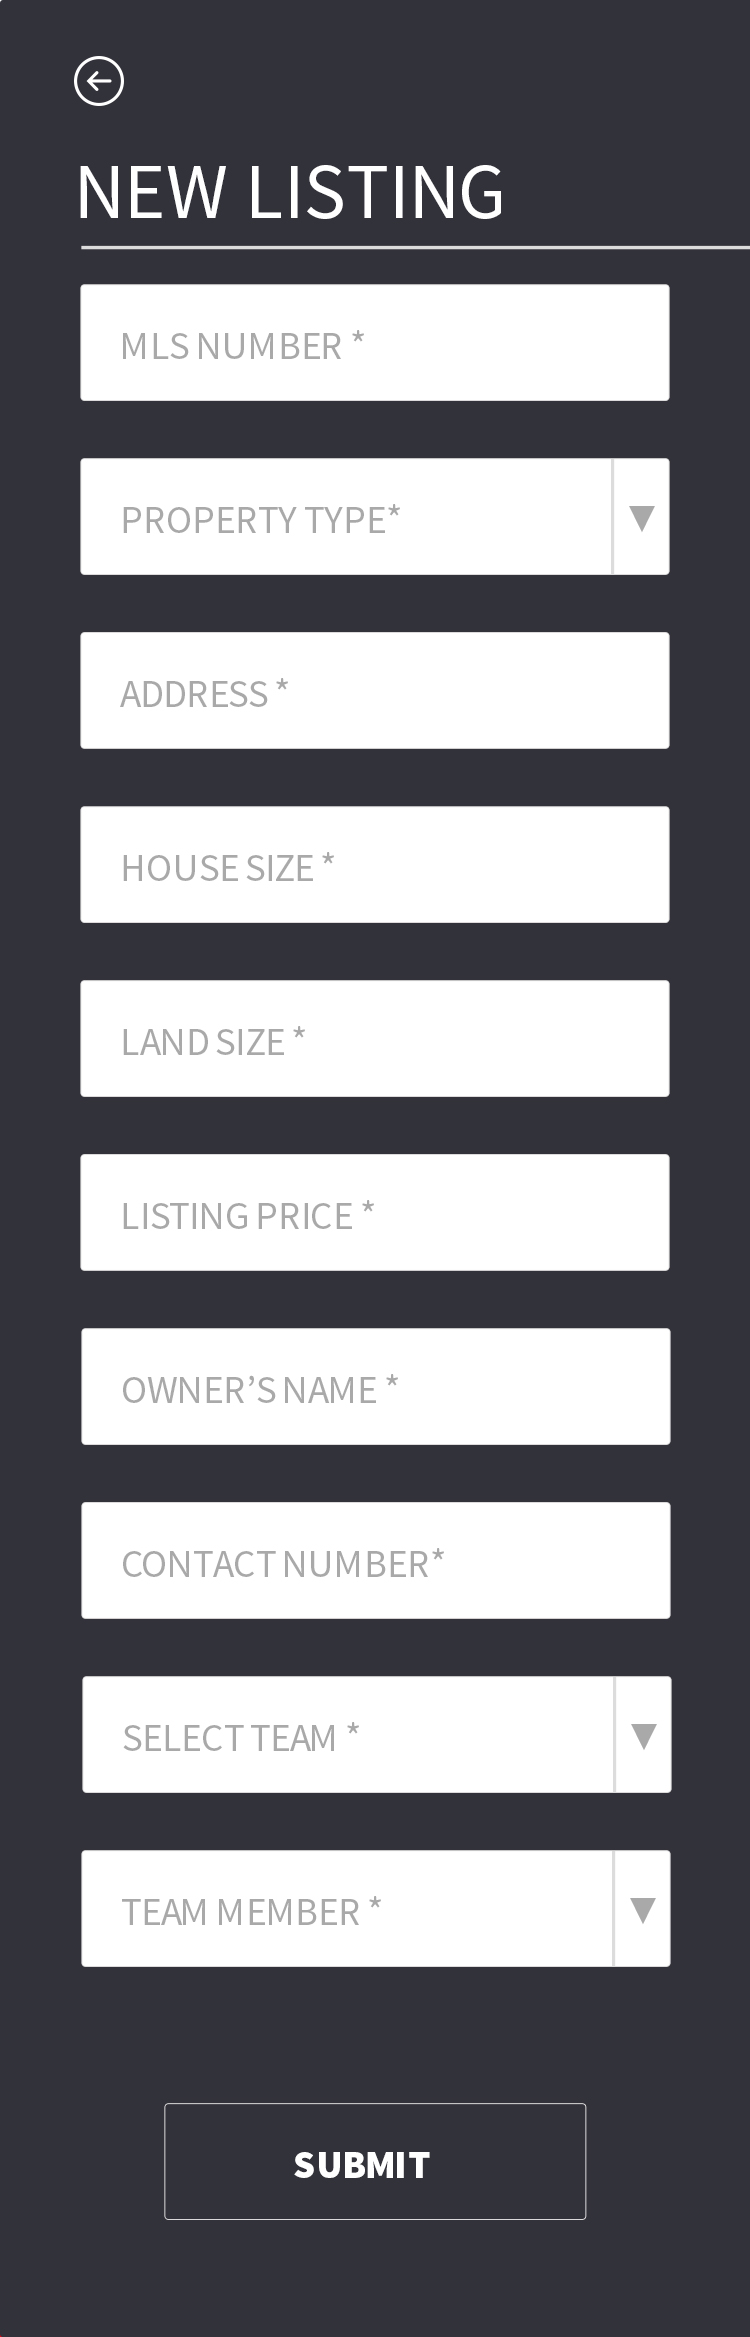 NEW LISTING
MLS NUMBER *
PROPERTY TYPE*
ADDRESS *
HOUSE SIZE *
LAND SIZE *
LISTING PRICE *
OWNER’S NAME *
CONTACT NUMBER*
SELECT TEAM *
TEAM MEMBER *
SUBMIT